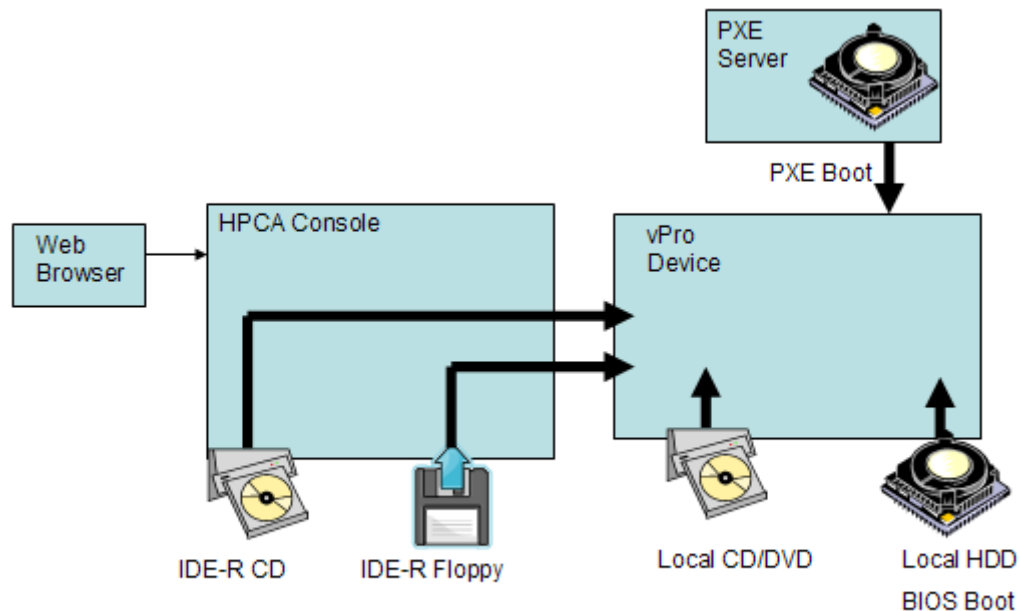 PXE
Server
PXE Boot
HPCA Console
Web
Browser
vPro
Device
IDE-R CD
IDE-R Floppy
Local CD/DVD
Local HDD
BIOS Boot